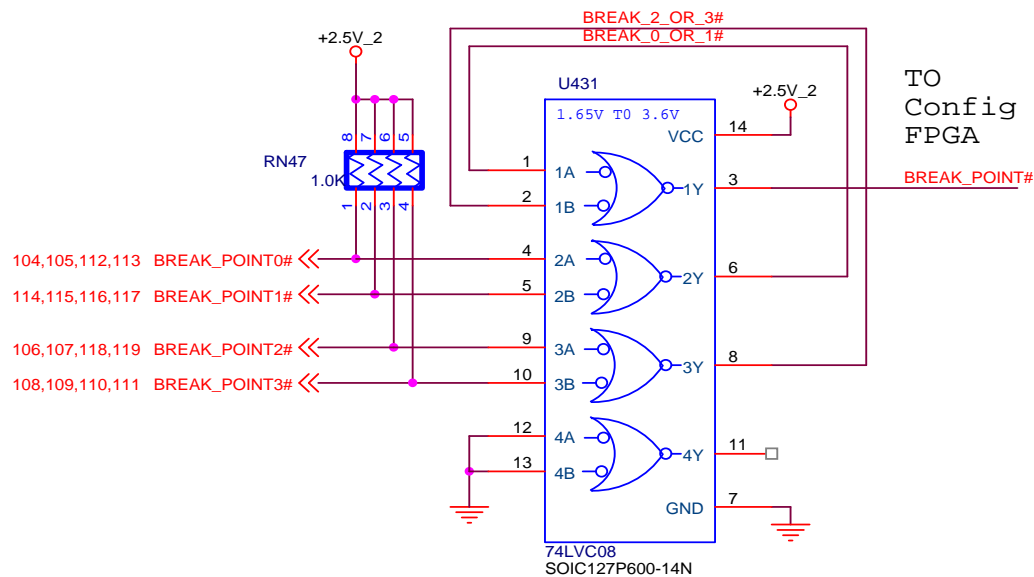 BREAK_2_OR_3#
BREAK_0_OR_1#
+2.5V_2
U431
+2.5V_2
TO
Config
FPGA
1.65V TO 3.6V
VCC
14
8
7
6
5
RN47
1.0K
1
2
3
4
1
1A
2
1B
1Y
3
BREAK_POINT#
104,105,112,113 BREAK_POINT0#
4
2A
2Y
6
114,115,116,117 BREAK_POINT1#
5
2B
106,107,118,119 BREAK_POINT2#
9
3A
3Y
8
108,109,110,111 BREAK_POINT3#
10
3B
12
4A
4Y
11
13
4B
GND
7
74LVC08
SOIC127P600-14N